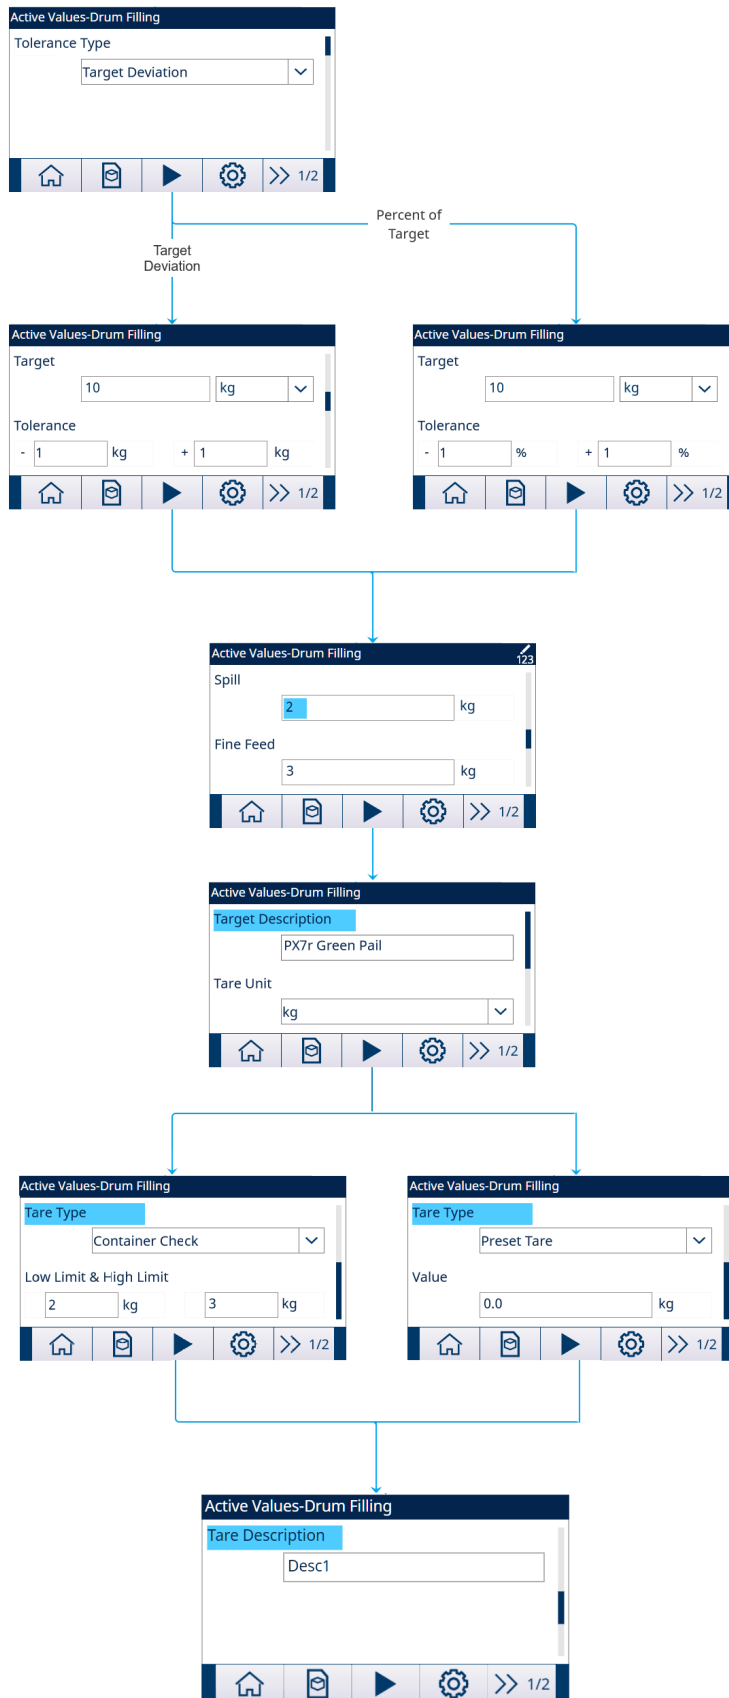 Active Values-Drum Filling
Tolerance Type
Target Deviation
1/2
Percent of
Target
Target
Deviation
Active Values-Drum Filling
Target
10 kg
Tolerance
- 1 kg + 1 kg
1/2
Active Values-Drum Filling
Target
10 kg
Tolerance
- 1 % + 1 %
1/2
Active Values-Drum Filling 123
Spill
2 kg
Fine Feed
3 kg
1/2
Active Values-Drum Filling
Target Description
PX7r Green Pail
Tare Unit
kg
1/2
Active Values-Drum Filling
Tare Type
Container Check
Low Limit & High Limit
2 kg 3 kg
1/2
Active Values-Drum Filling
Tare Type
Preset Tare
Value
0.0 kg
1/2
Active Values-Drum Filling
Tare Description
Desc1
1/2